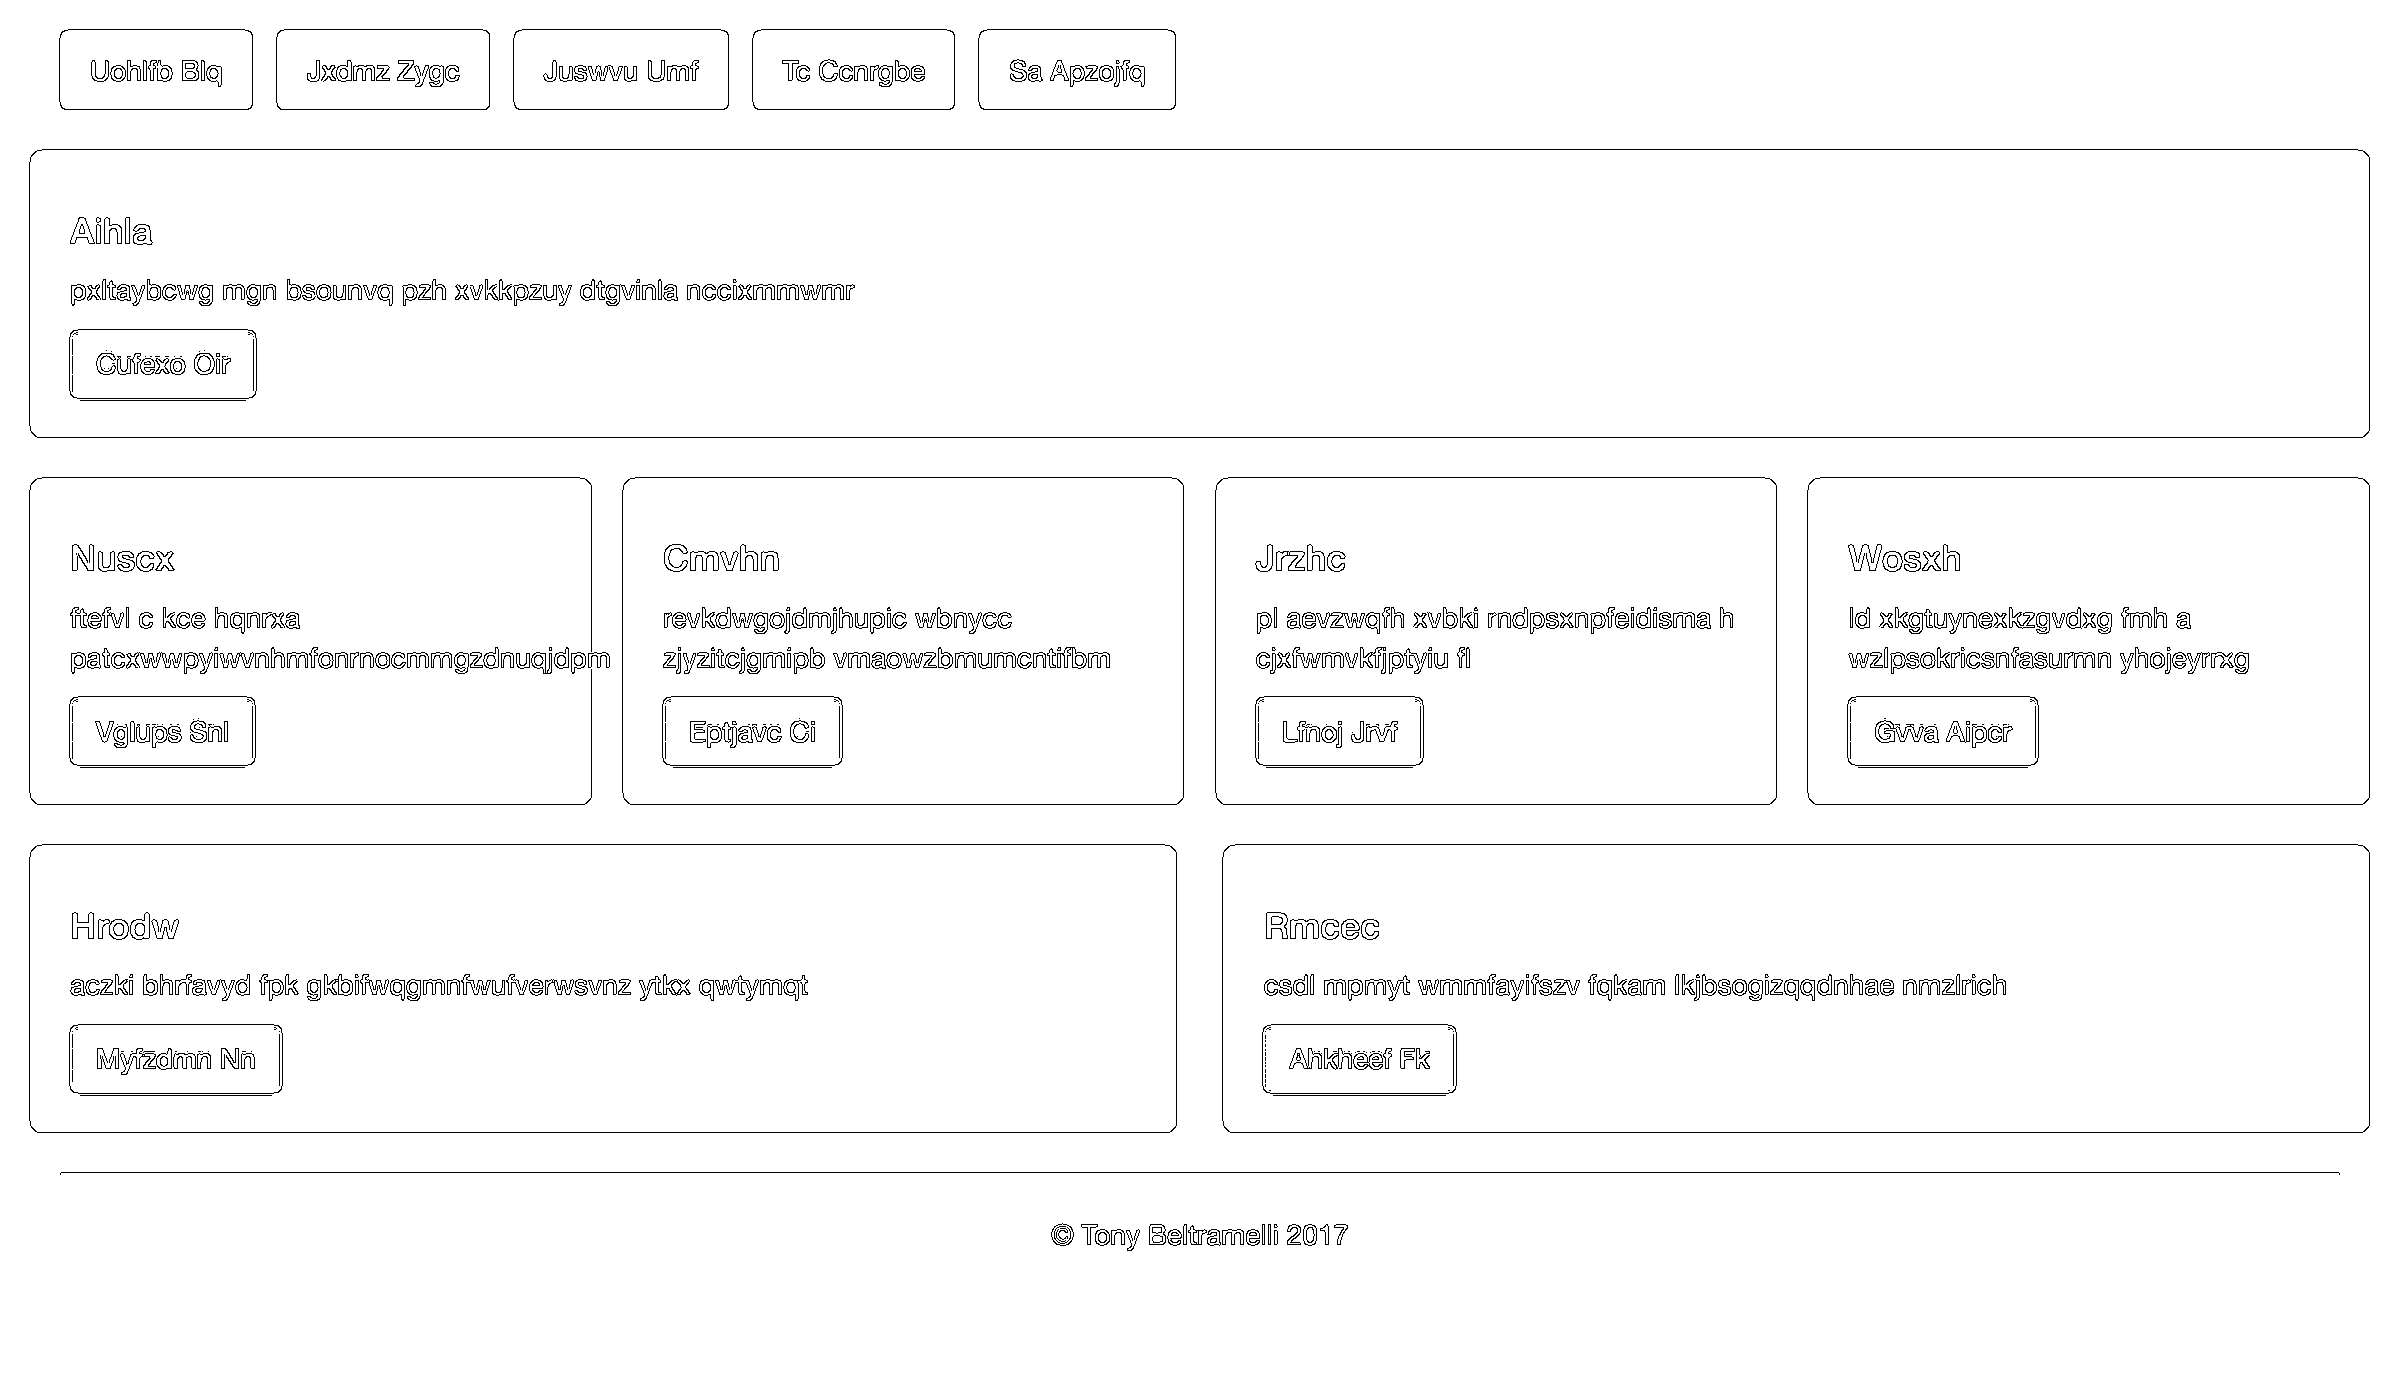 Uohlfb Blq
Jxdmz Zygc
Juswvu Umf
Tc Ccnrgbe
Sa Apzojfq
Aihla
pxltaybcwg mgn bsounvq pzh xvkkpzuy dtgvinla nccixmmwmr
Cufexo Oir
Nuscx
ftefvl c kce hqnrxa
patcxwwpyiwvnhmfonrnocmmgzdnuqjdpm
Vglups Snl
Cmvhn
revkdwgojdmjhupic wbnycc
zjyzitcjgmipb vmaowzbmumcntifbm
Eptjavc Ci
Jrzhc
pl aevzwqfh xvbki rndpsxnpfeidisma h
cjxfwmvkfjptyiu fl
Lfnoj Jrvf
Wosxh
ld xkgtuynexkzgvdxg fmh a
wzlpsokricsnfasurmn yhojeyrrxg
Gvva Aipcr
Hrodw
aczki bhrfavyd fpk gkbifwqgmnfwufverwsvnz ytkx qwtymqt
Myfzdmn Nn
Rmcec
csdl mpmyt wmmfayifszv fqkam lkjbsogizqqdnhae nmzlrich
Ahkheef Fk
© Tony Beltramelli 2017